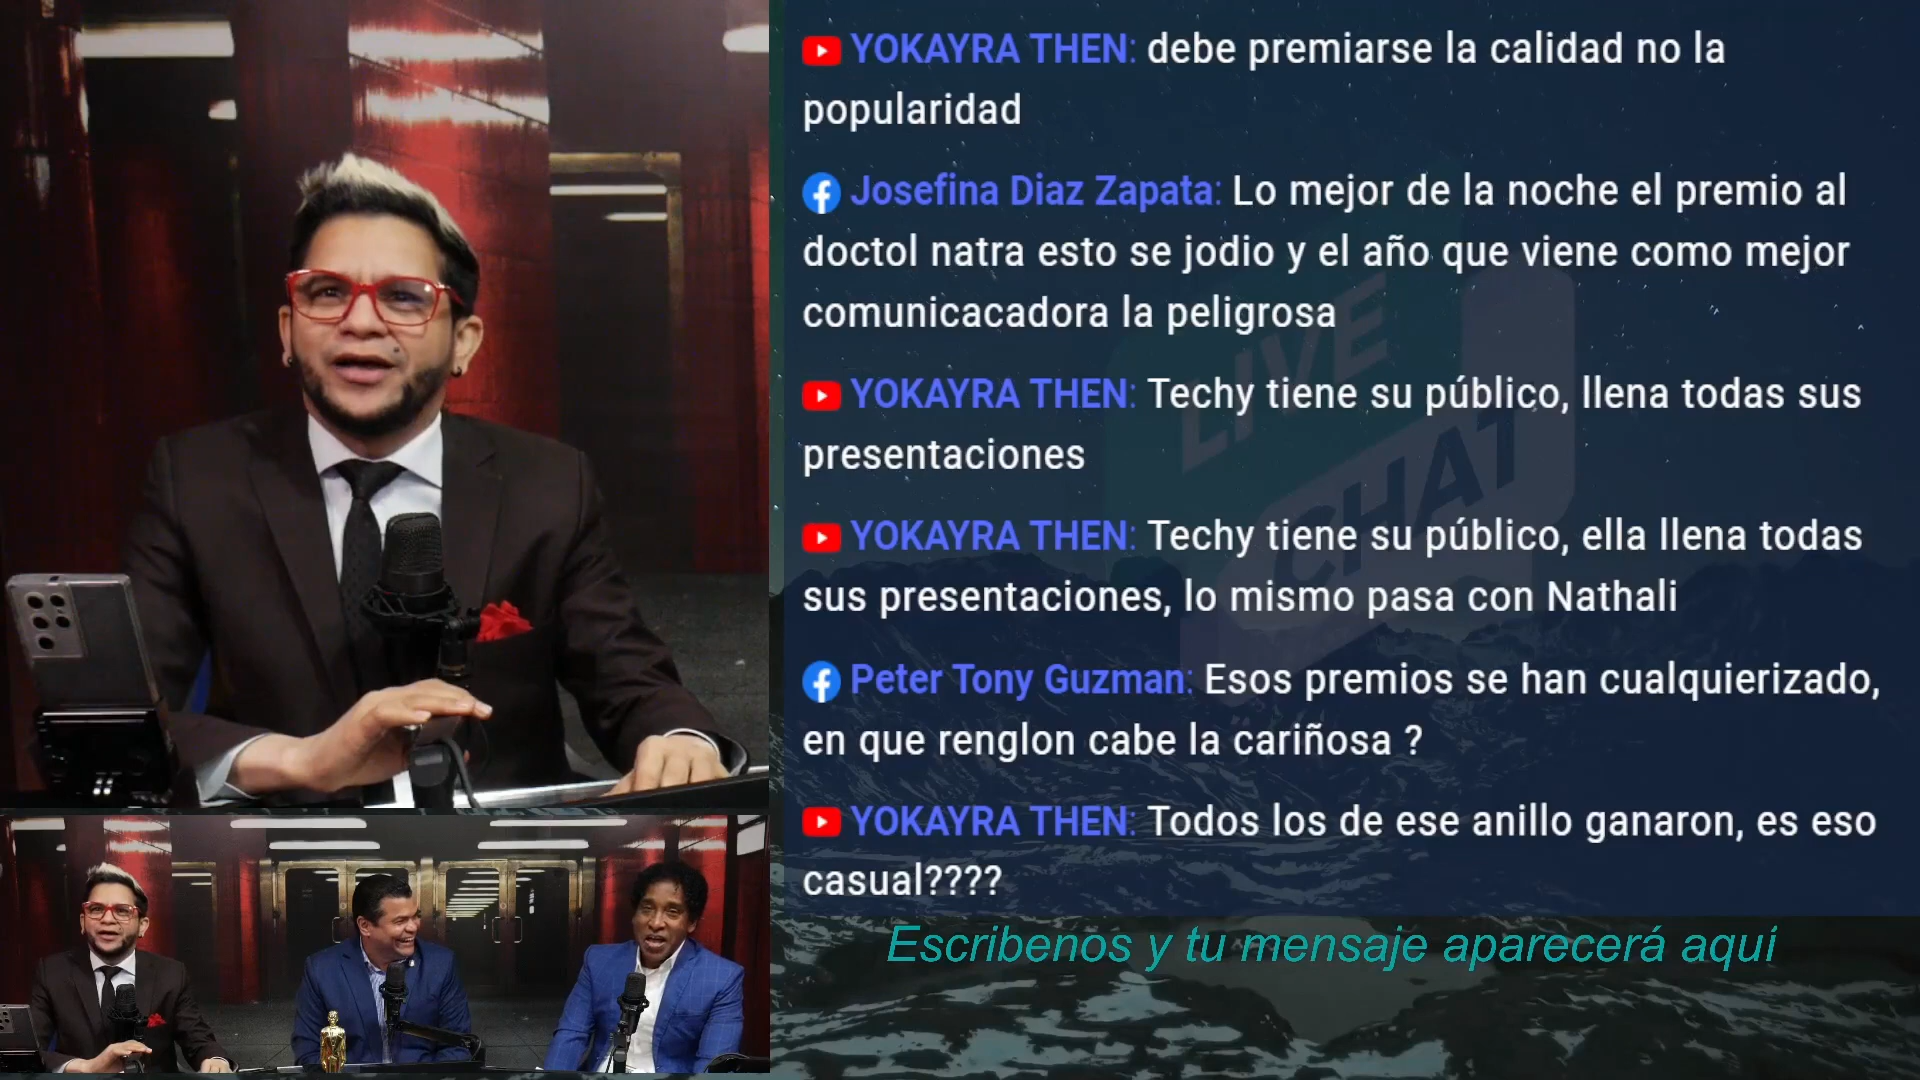 YOKAYRA THEN: debe premiarse la calidad no la
popularidad
Josefina Diaz Zapata: Lo mejor de la noche el premio al
doctol natra esto se jodio y el año que viene como mejor
comunicacadora la peligrosa
YOKAYRA THEN: Techy tiene su público, llena todas sus
presentaciones
YOKAYRA THEN: Techy tiene su público, ella llena todas
sus presentaciones, lo mismo pasa con Nathali
Peter Tony Guzman: Esos premios se han cualquierizado,
en que renglon cabe la cariñosa ?
YOKAYRA THEN: Todos los de ese anillo ganaron, es eso
casual????
Escribenos y tu mensaje aparecerá aqui
LIVE
CHAT